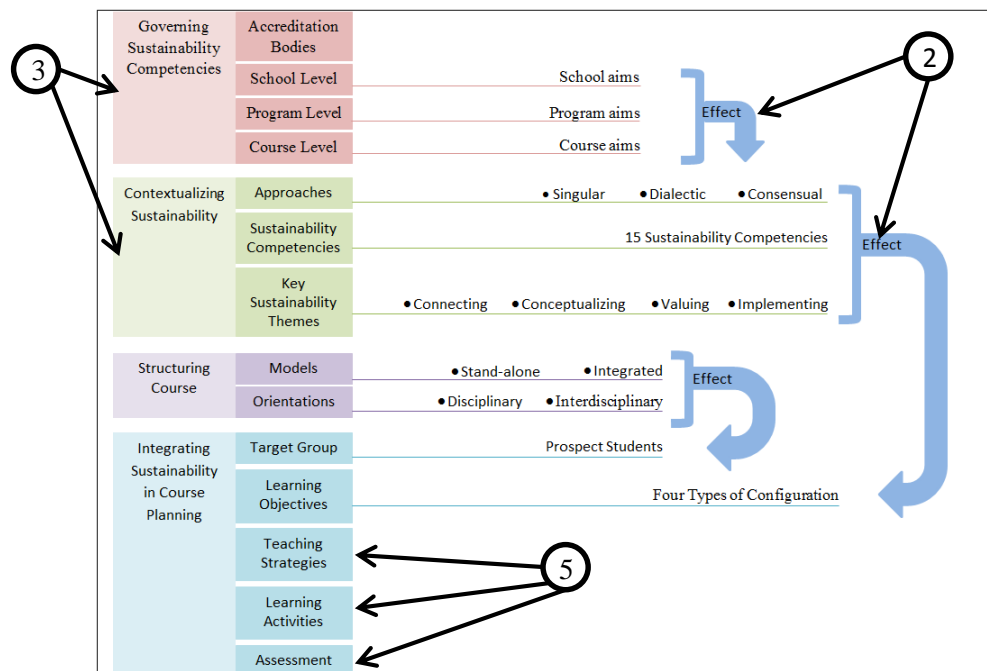 Governing
Sustainability
Competencies
Accreditation
Bodies
School Level
School aims
Program Level
Program aims
Course Level
Course aims
Effect
3
2
Contextualizing
Sustainability
Approaches
● Singular ● Dialectic ● Consensual
Sustainability
Competencies
15 Sustainability Competencies
Key
Sustainability
Themes
● Connecting ● Conceptualizing ● Valuing ● Implementing
Effect
Structuring
Course
Models
● Stand-alone ● Integrated
Orientations
● Disciplinary ● Interdisciplinary
Effect
Integrating
Sustainability
in Course
Planning
Target Group
Prospect Students
Learning
Objectives
Four Types of Configuration
Teaching
Strategies
5
Learning
Activities
Assessment